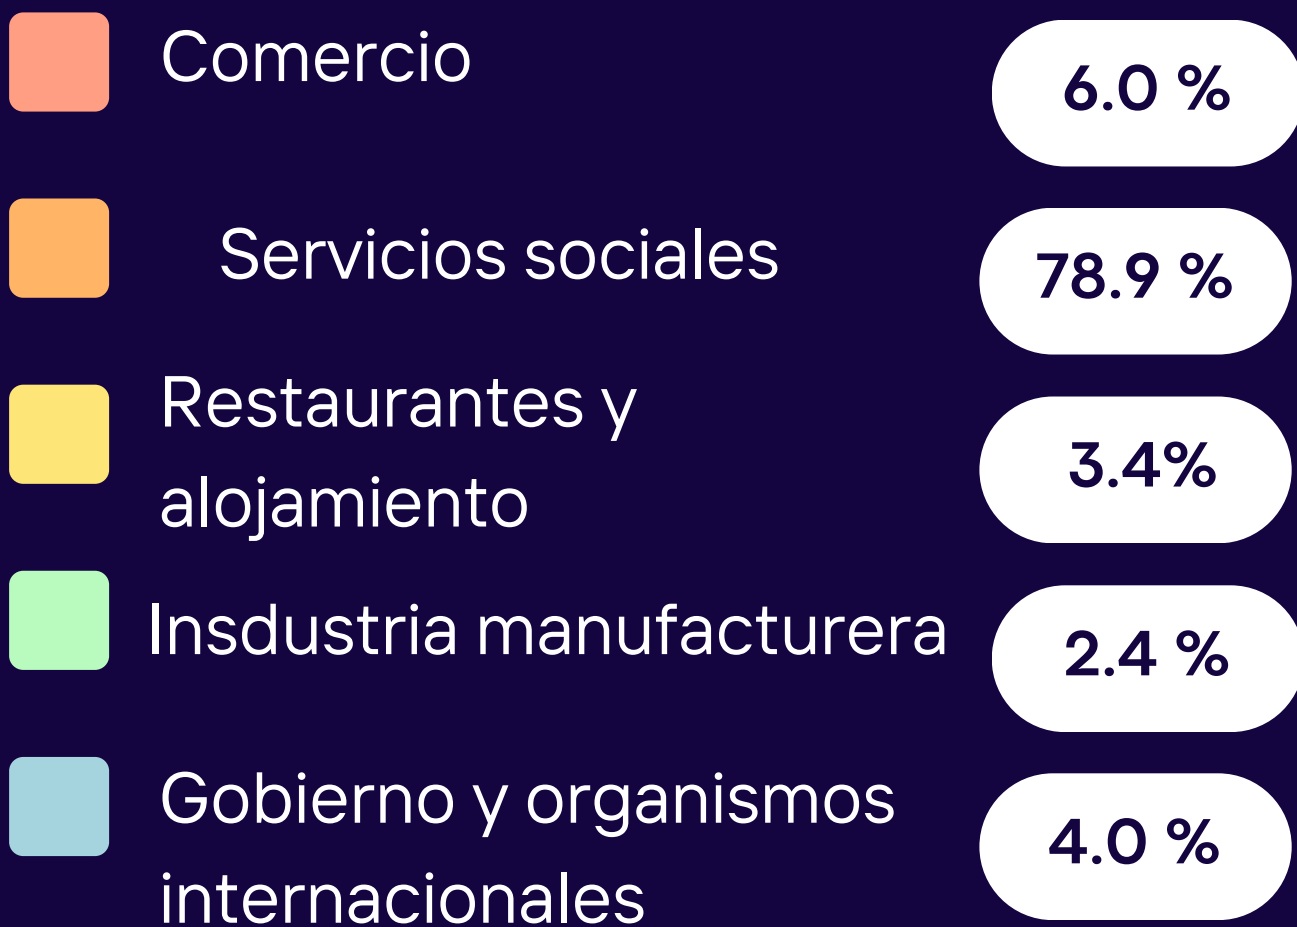 Comercio
6.0 %
Servicios sociales
78.9 %
Restaurantes y
alojamiento
3.4%
Insdustria manufacturera
2.4 %
Gobierno y organismos
internacionales
4.0 %